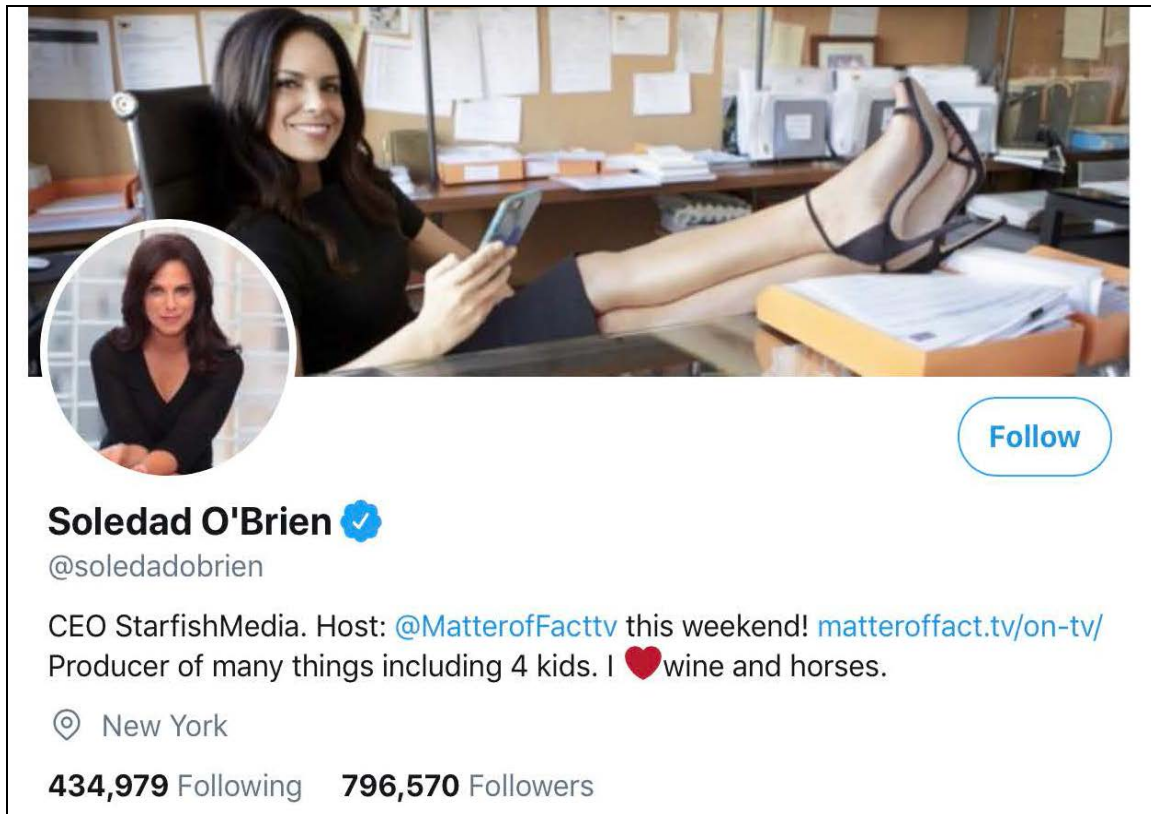 Follow
Soledad O'Brien
@soledadobrien
CEO StarfishMedia. Host: @MatterofFacttv this weekend! matteroffact.tv/on-tv/
Producer of many things including 4 kids. I ❤️wine and horses.
New York
434,979 Following 796,570 Followers